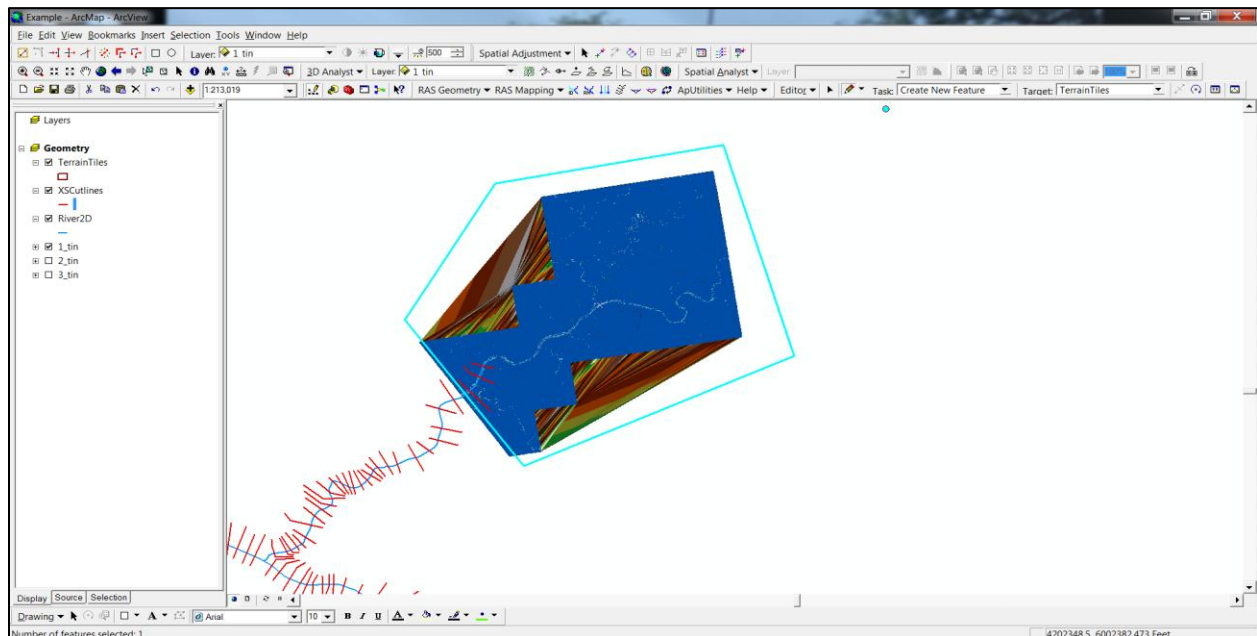 Example - ArcMap - ArcView
File Edit View Bookmarks Insert Selection Tools Window Help
Layer: 1 tin 500 Spatial Adjustment
3D Analyst Layer: 1 tin Spatial Analyst Layer:
1:213,019 RAS Geometry RAS Mapping ApUtilities Help Editor Task: Create New Feature Target: TerrainTiles
Layers
Geometry
TerrainTiles
XSCutlines
River2D
1_tin
2_tin
3_tin
Display Source Selection
Drawing A Arial 10 B I U A
Number of features selected: 1 4202348.5 6002382.473 Feet